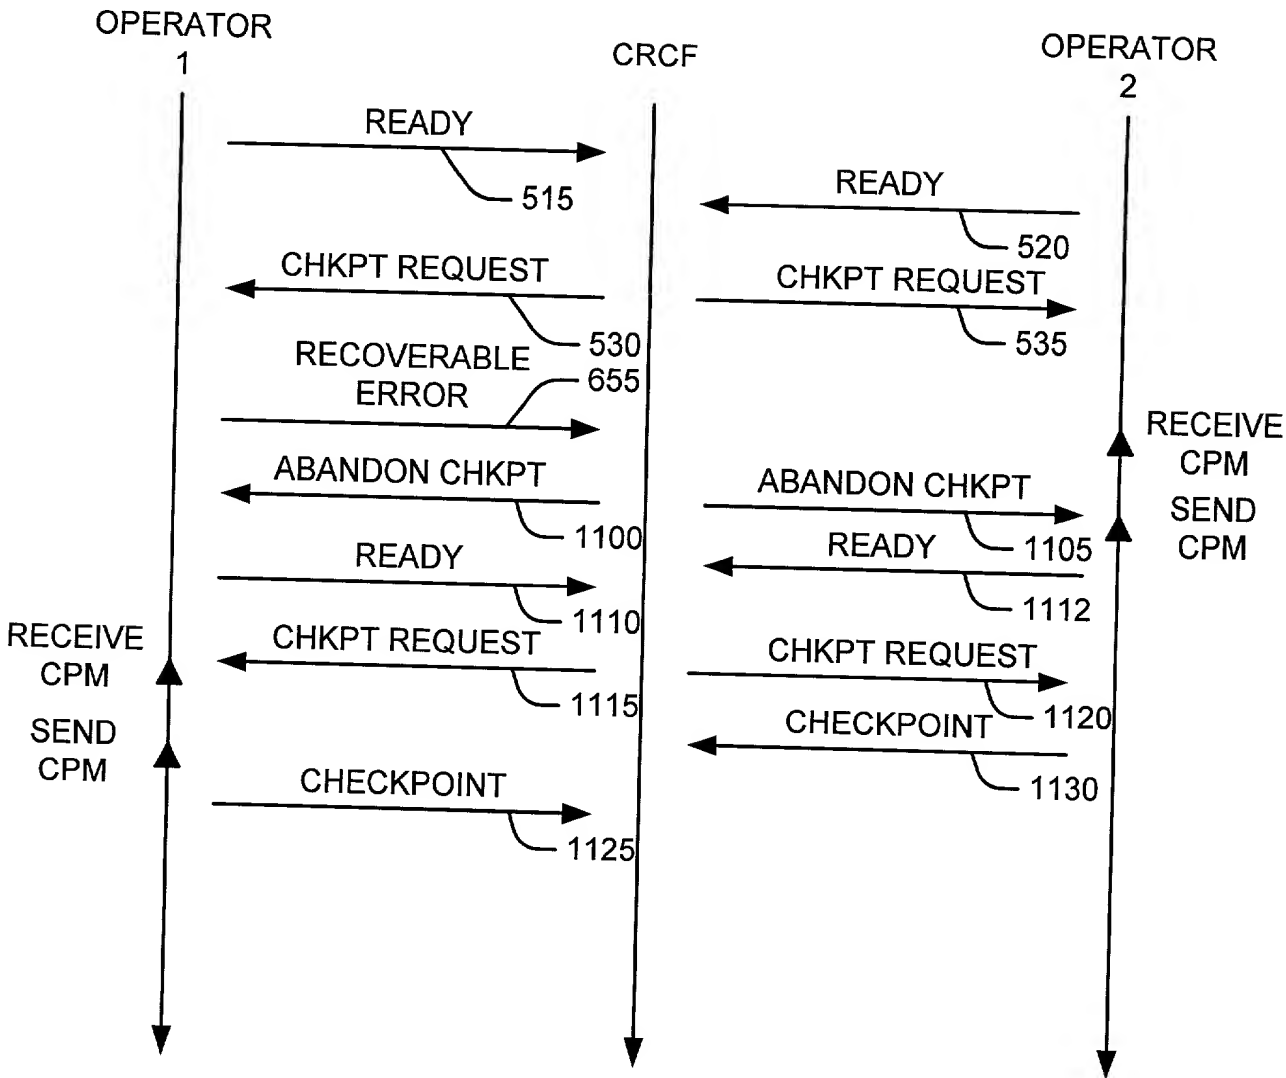 OPERATOR
1
CRCF
OPERATOR
2
READY
515
READY
520
CHKPT REQUEST
530
CHKPT REQUEST
535
RECOVERABLE
ERROR
655
RECEIVE
CPM
ABANDON CHKPT
1100
ABANDON CHKPT
1105
SEND
CPM
READY
1110
READY
1112
RECEIVE
CPM
CHKPT REQUEST
1115
CHKPT REQUEST
1120
SEND
CPM
CHECKPOINT
1130
CHECKPOINT
1125